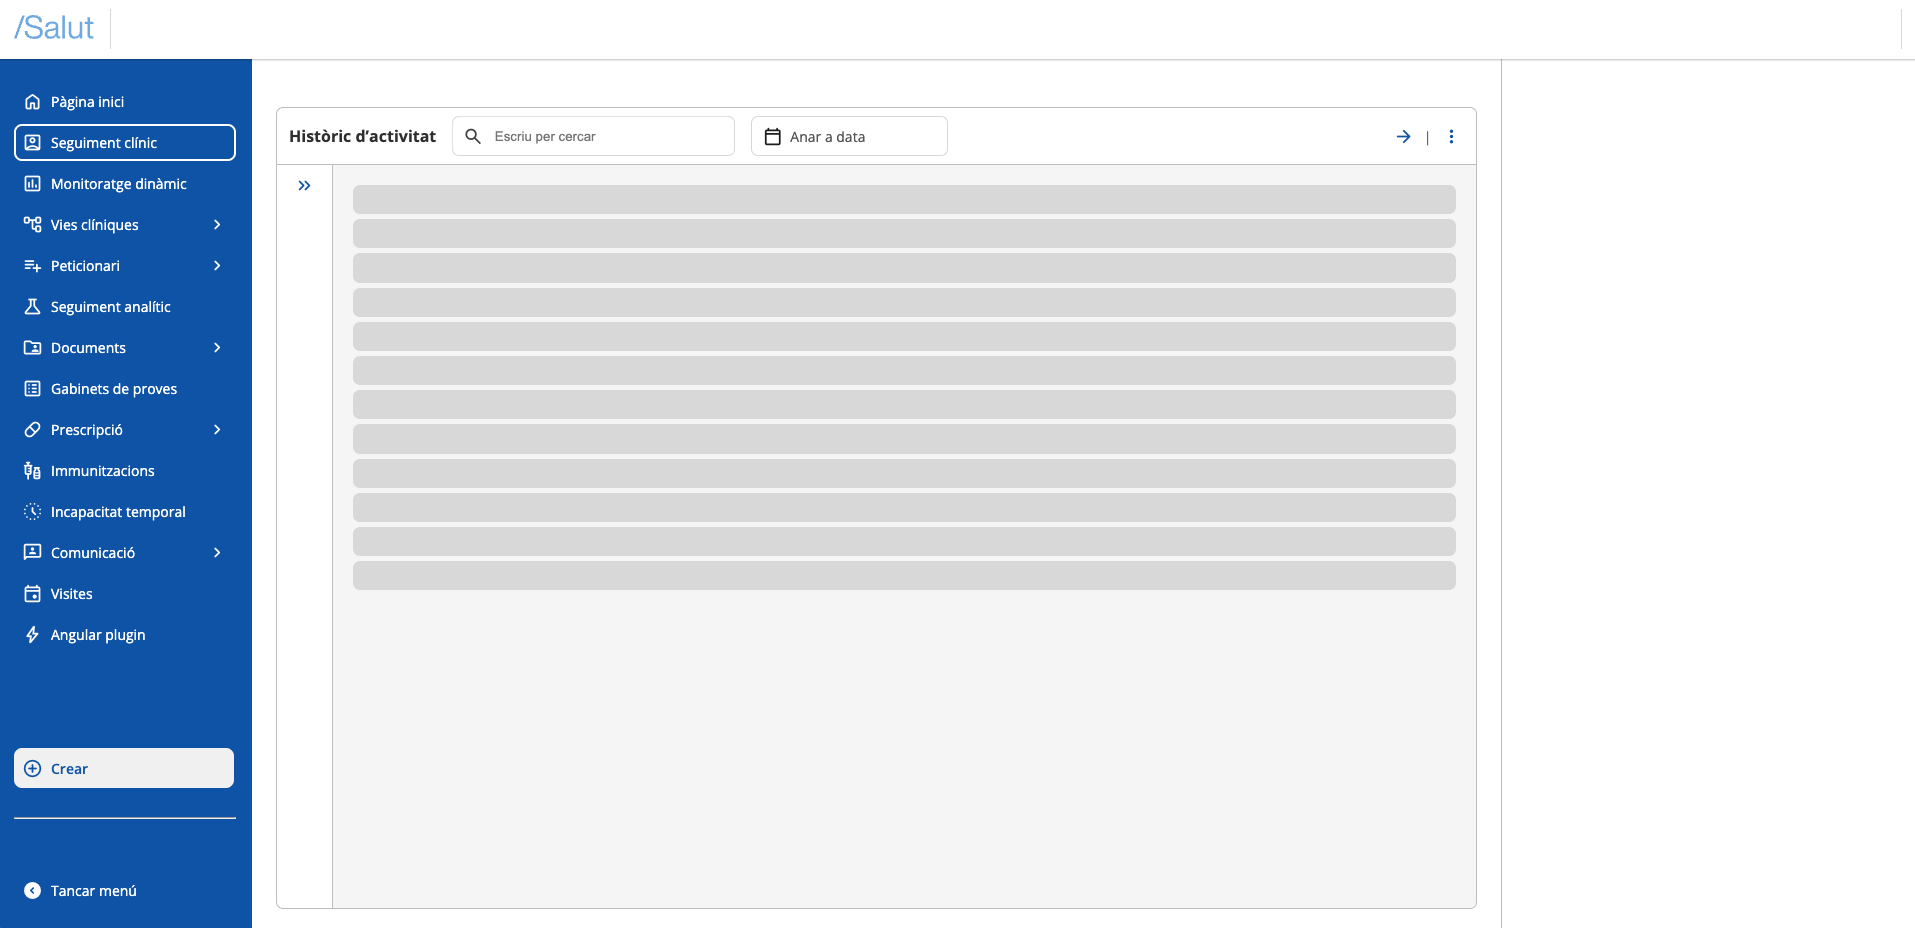 /Salut
Pàgina inici
Seguiment clínic
Monitoratge dinàmic
Vies clíniques
Peticionari
Seguiment analític
Documents
Gabinets de proves
Prescripció
Immunitzacions
Incapacitat temporal
Comunicació
Visites
Angular plugin
Crear
Tancar menú
Històric d’activitat
Escriu per cercar
Anar a data
|